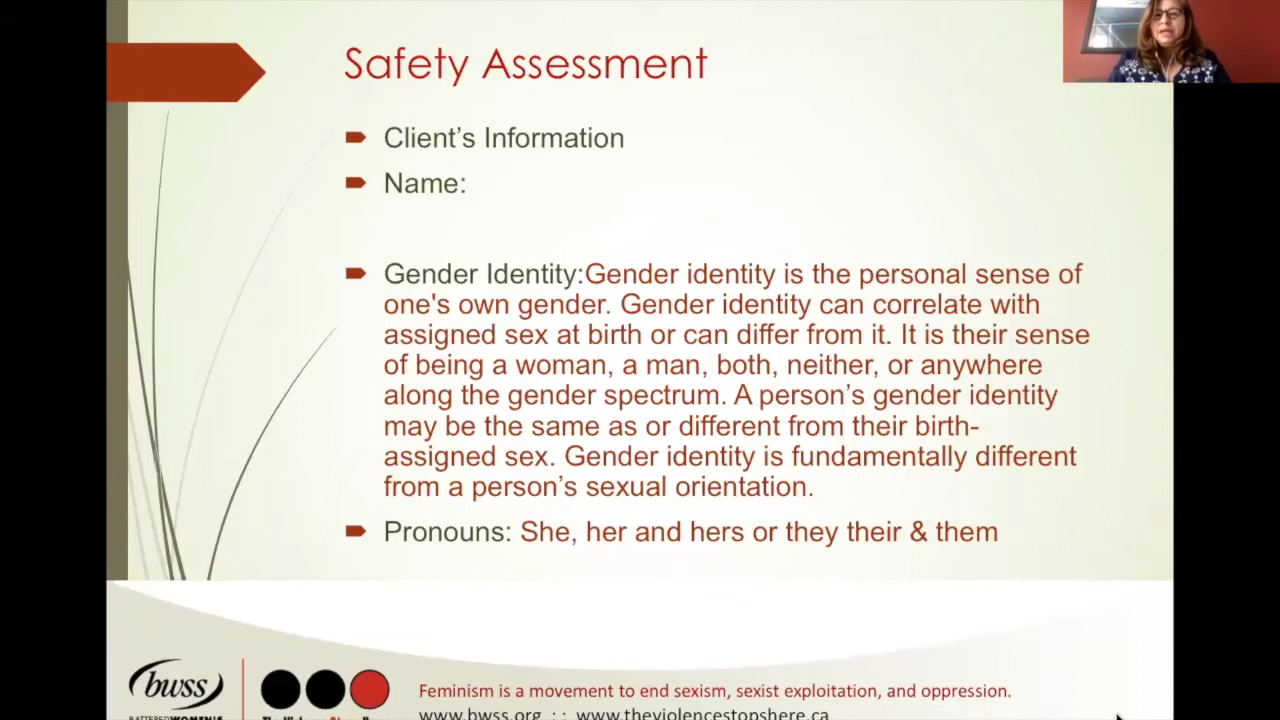 Safety Assessment
Client's Information
Name:
Gender Identity:Gender identity is the personal sense of
one's own gender. Gender identity can correlate with
assigned sex at birth or can differ from it. It is their sense
of being a woman, a man, both, neither, or anywhere
along the gender spectrum. A person’s gender identity
may be the same as or different from their birth-
assigned sex. Gender identity is fundamentally different
from a person’s sexual orientation.
Pronouns: She, her and hers or they their & them
bwss
BATTERED WOMEN'S
Feminism is a movement to end sexism, sexist exploitation, and oppression.
www.bwss.org : : www.theviolencestopshere.ca